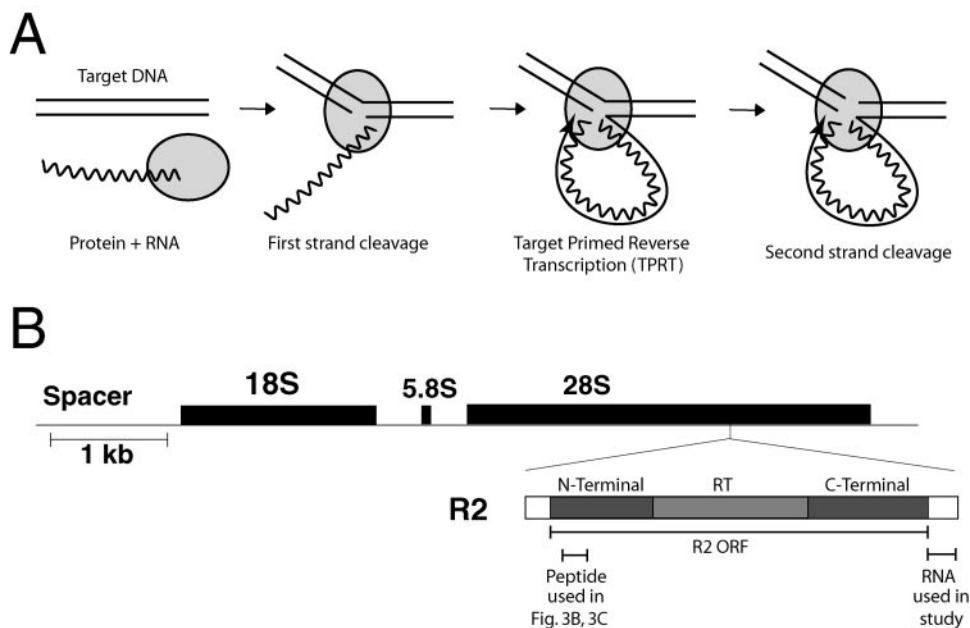 A
Target DNA
Protein + RNA
First strand cleavage
Target Primed Reverse
Transcription (TPRT)
Second strand cleavage
B
Spacer
18S
5.8S
28S
1 kb
N-Terminal
RT
C-Terminal
R2
R2 ORF
Peptide
used in
Fig. 3B, 3C
RNA
used in
study